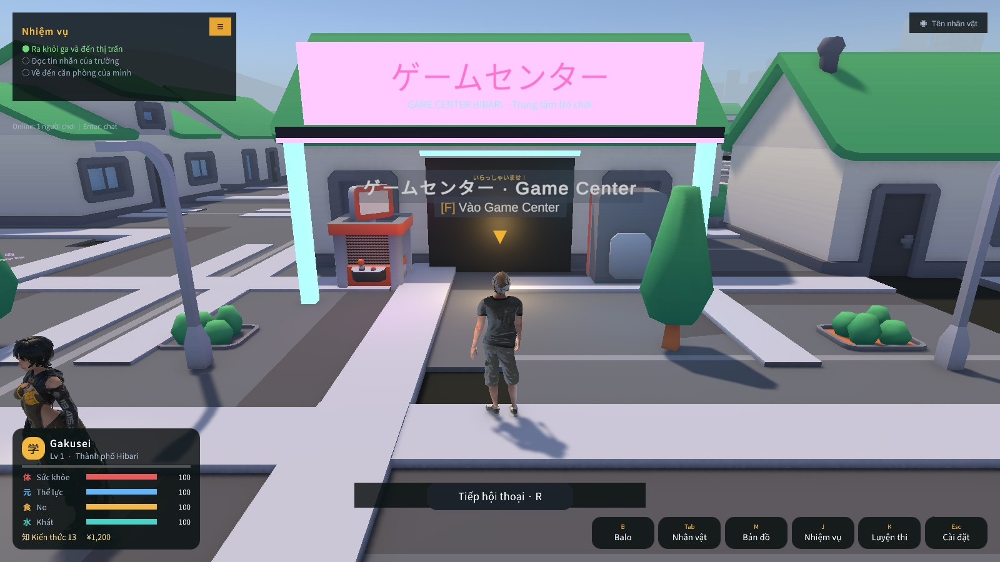 Nhiệm vụ
Ra khỏi ga và đến thị trấn
Đọc tin nhắn của trường
Về đến căn phòng của mình
Online: 1 người chơi | Enter: chat
Tên nhân vật
ゲームセンター
GAME CENTER HIBARI · Trung tâm trò chơi
いらっしゃいませ！
ゲームセンター · Game Center
[F] Vào Game Center
学
Gakusei
Lv 1 · Thành phố Hibari
体 Sức khỏe 100
元 Thể lực 100
食 No 100
水 Khát 100
知 Kiến thức 13 ¥1,200
Tiếp hội thoại · R
B
Balo
Tab
Nhân vật
M
Bản đồ
J
Nhiệm vụ
K
Luyện thi
Esc
Cài đặt